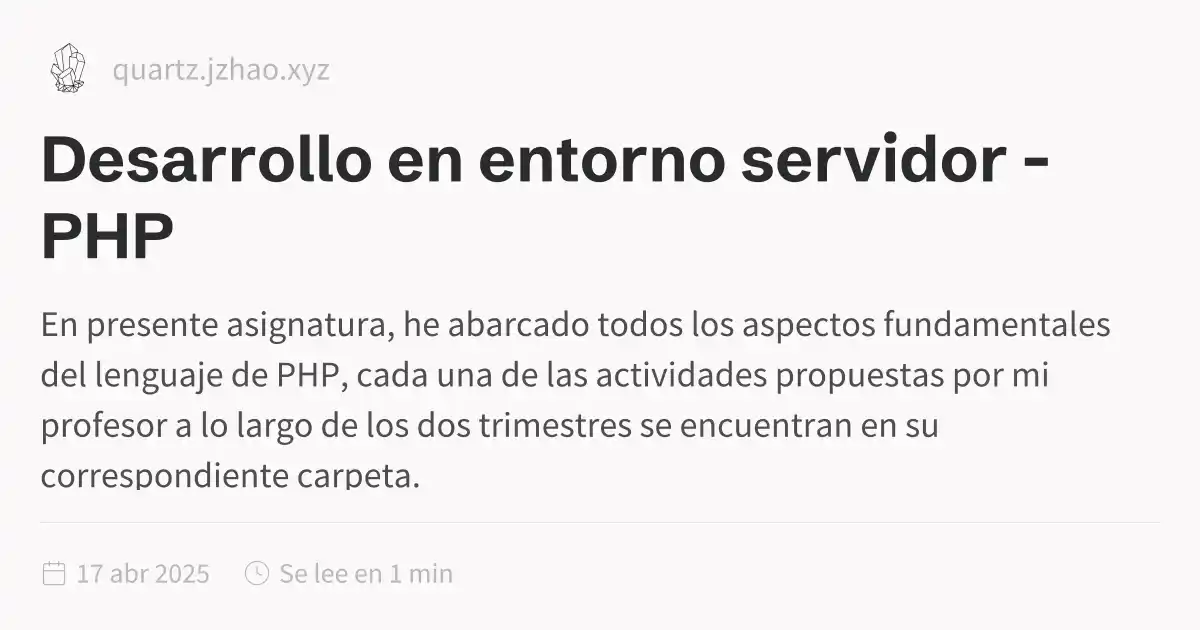 quartz.jzhao.xyz
Desarrollo en entorno servidor -
PHP
En presente asignatura, he abarcado todos los aspectos fundamentales
del lenguaje de PHP, cada una de las actividades propuestas por mi
profesor a lo largo de los dos trimestres se encuentran en su
correspondiente carpeta.
17 abr 2025 Se lee en 1 min